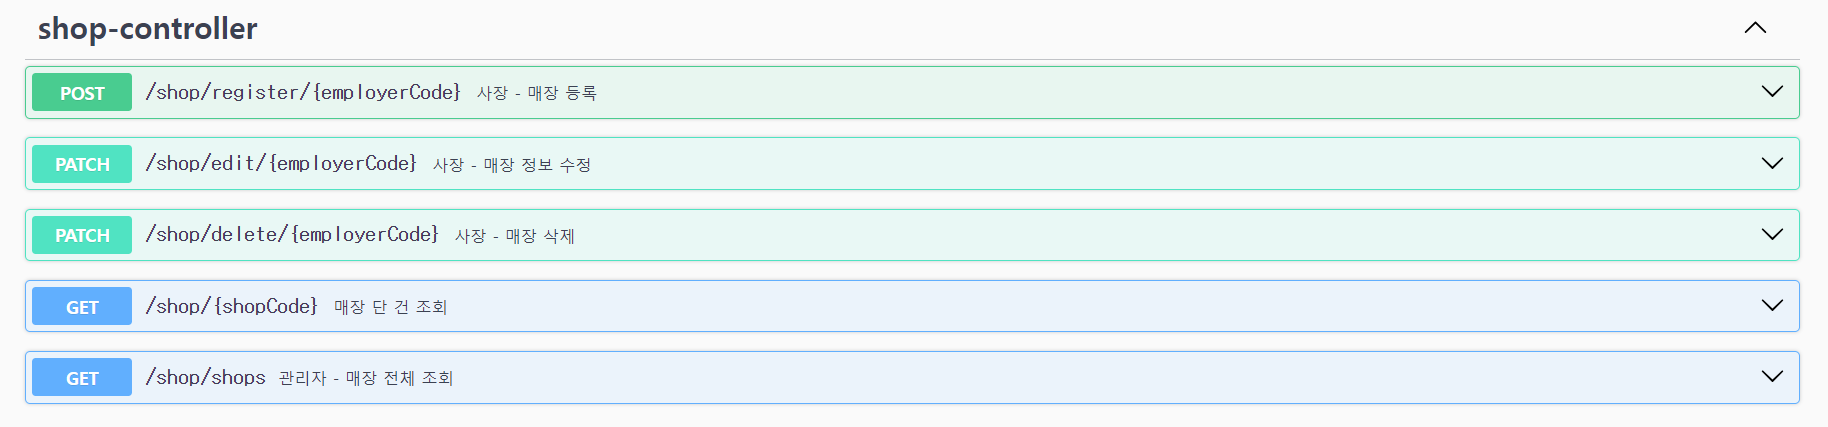 shop-controller
POST /shop/register/{employerCode} 사장 - 매장 등록
PATCH /shop/edit/{employerCode} 사장 - 매장 정보 수정
PATCH /shop/delete/{employerCode} 사장 - 매장 삭제
GET /shop/{shopCode} 매장 단 건 조회
GET /shop/shops 관리자 - 매장 전체 조회